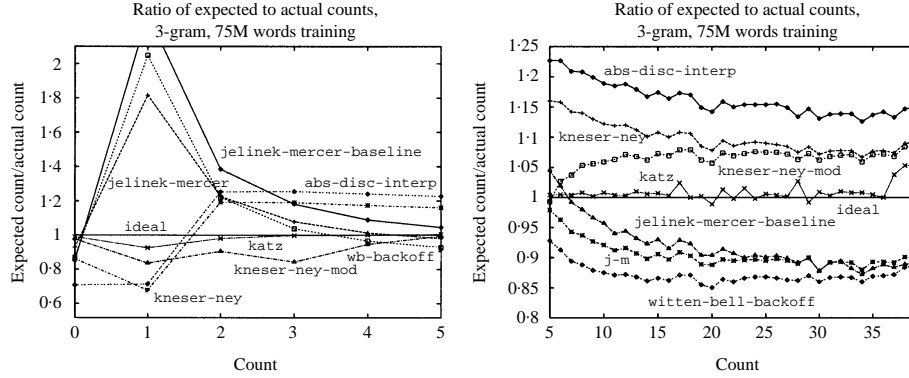 Ratio of expected to actual counts,
3-gram, 75M words training
Expected count/actual count
2
1·8
1·6
1·4
1·2
1
0·8
0·6
jelinek-mercer-baseline
jelinek-mercer
abs-disc-interp
ideal
katz
wb-backoff
kneser-ney-mod
kneser-ney
0 1 2 3 4 5
Count
Ratio of expected to actual counts,
3-gram, 75M words training
Expected count/actual count
1·25
1·2
1·15
1·1
1·05
1
0·95
0·9
0·85
0·8
abs-disc-interp
kneser-ney
katz
kneser-ney-mod
ideal
jelinek-mercer-baseline
j-m
witten-bell-backoff
5 10 15 20 25 30 35
Count